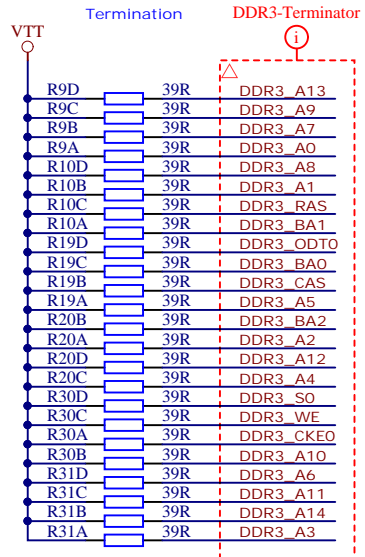 Termination DDR3-Terminator
VTT
i
R9D 39R DDR3_A13
R9C 39R DDR3_A9
R9B 39R DDR3_A7
R9A 39R DDR3_A0
R10D 39R DDR3_A8
R10B 39R DDR3_A1
R10C 39R DDR3_RAS
R10A 39R DDR3_BA1
R19D 39R DDR3_ODT0
R19C 39R DDR3_BA0
R19B 39R DDR3_CAS
R19A 39R DDR3_A5
R20B 39R DDR3_BA2
R20A 39R DDR3_A2
R20D 39R DDR3_A12
R20C 39R DDR3_A4
R30D 39R DDR3_S0
R30C 39R DDR3_WE
R30A 39R DDR3_CKE0
R30B 39R DDR3_A10
R31D 39R DDR3_A6
R31C 39R DDR3_A11
R31B 39R DDR3_A14
R31A 39R DDR3_A3